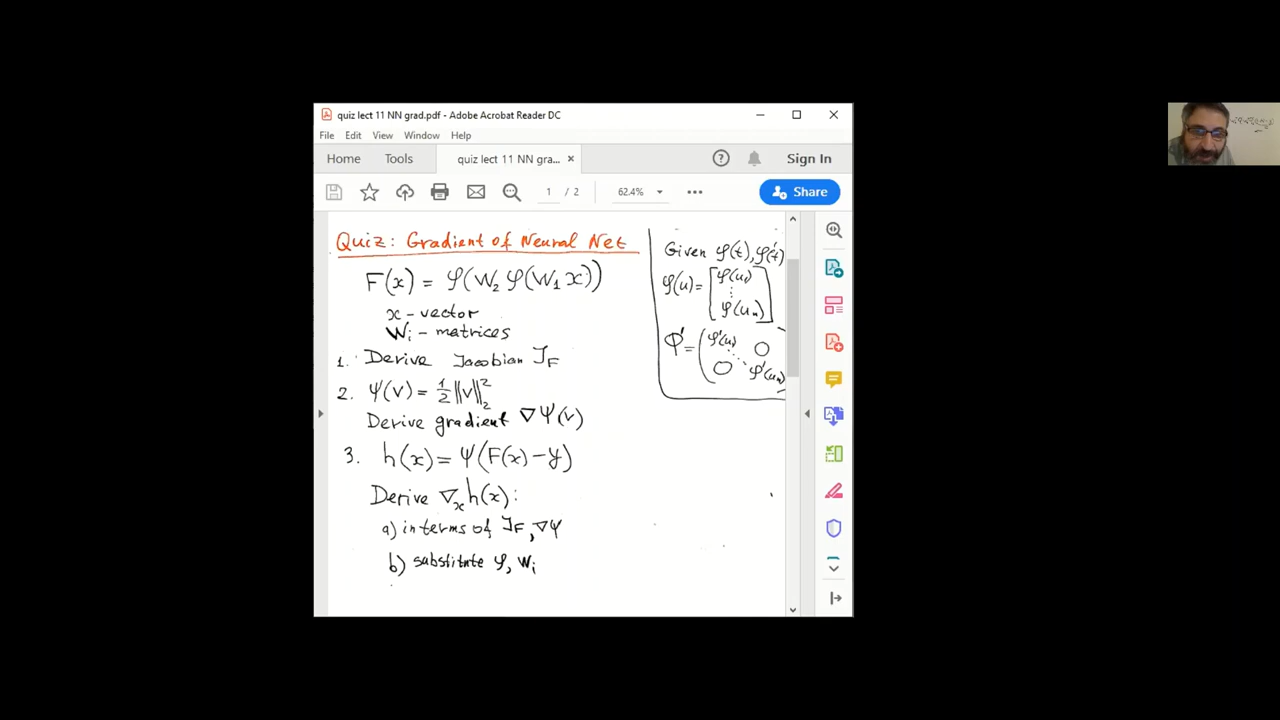 quiz lect 11 NN grad.pdf - Adobe Acrobat Reader DC
File Edit View Window Help
Home Tools quiz lect 11 NN gra... × Sign In
1 / 2 62.4% Share
Quiz: Gradient of Neural Net
F(x) = φ(W₂ φ(W₁ x))
x - vector
Wᵢ - matrices
1. Derive Jacobian J_F
2. Ψ(v) = ½‖v‖₂²
Derive gradient ∇Ψ(v)
3. h(x) = Ψ(F(x) - y)
Derive ∇ₓ h(x):
a) in terms of J_F, ∇Ψ
b) substitute φ, Wᵢ
Given φ(t), φ'(t)
φ(u) = [φ(u₁)
⋮
φ(uₙ)]
Φ' = (φ'(u₁) 0
0 ⋱ φ'(uₙ)